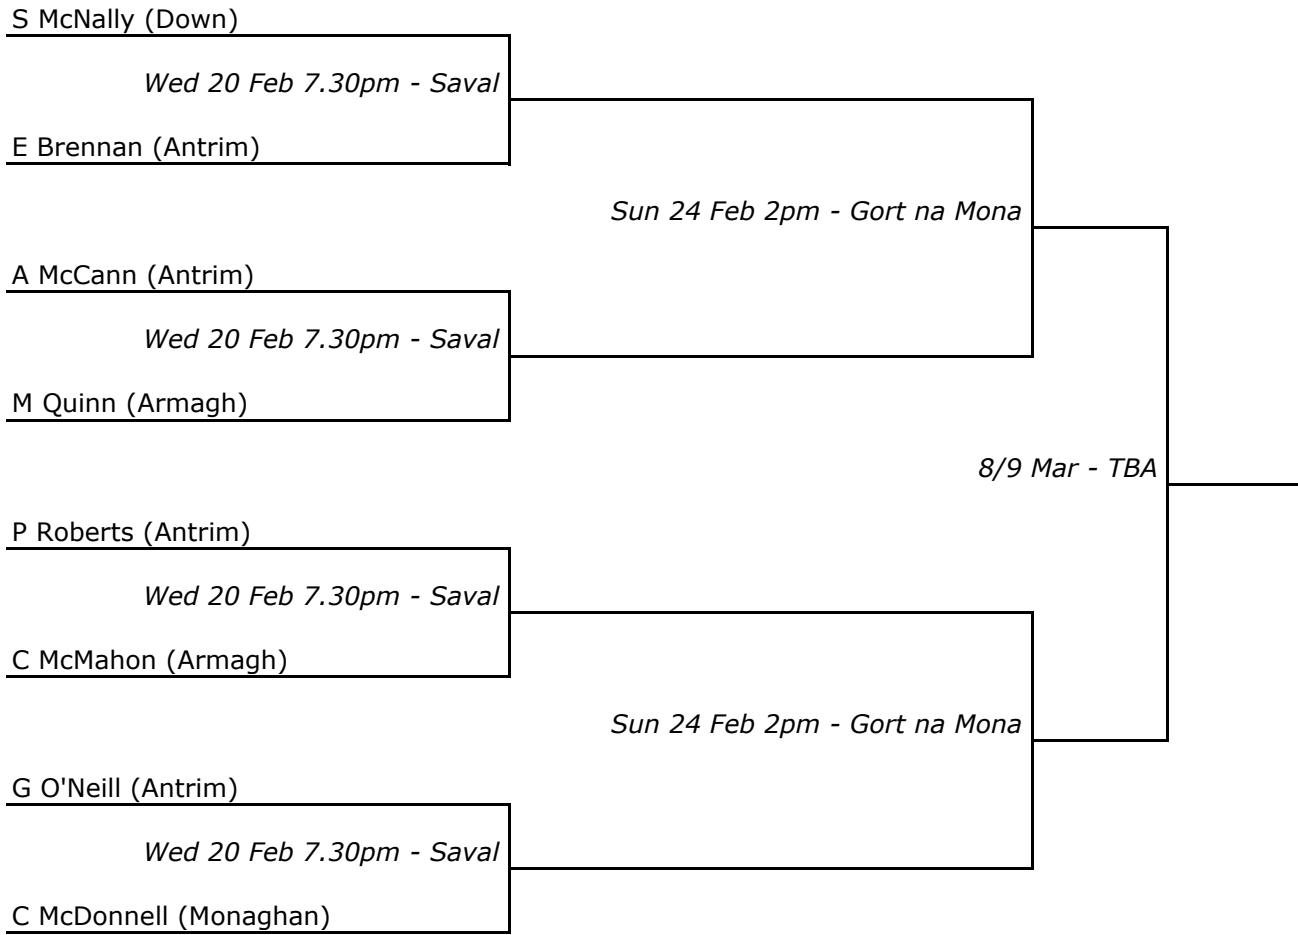 S McNally (Down)
Wed 20 Feb 7.30pm - Saval
E Brennan (Antrim)
Sun 24 Feb 2pm - Gort na Mona
A McCann (Antrim)
Wed 20 Feb 7.30pm - Saval
M Quinn (Armagh)
8/9 Mar - TBA
P Roberts (Antrim)
Wed 20 Feb 7.30pm - Saval
C McMahon (Armagh)
Sun 24 Feb 2pm - Gort na Mona
G O'Neill (Antrim)
Wed 20 Feb 7.30pm - Saval
C McDonnell (Monaghan)